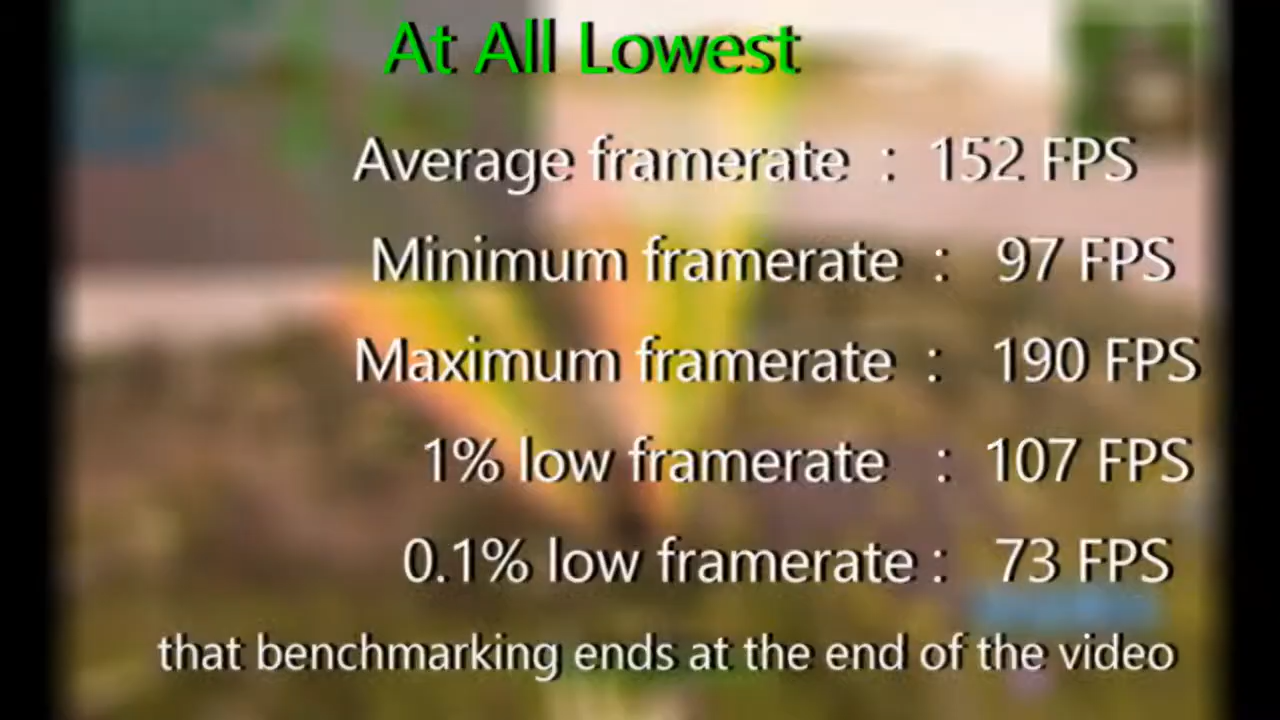 At All Lowest
Average framerate : 152 FPS
Minimum framerate : 97 FPS
Maximum framerate : 190 FPS
1% low framerate : 107 FPS
0.1% low framerate : 73 FPS
that benchmarking ends at the end of the video